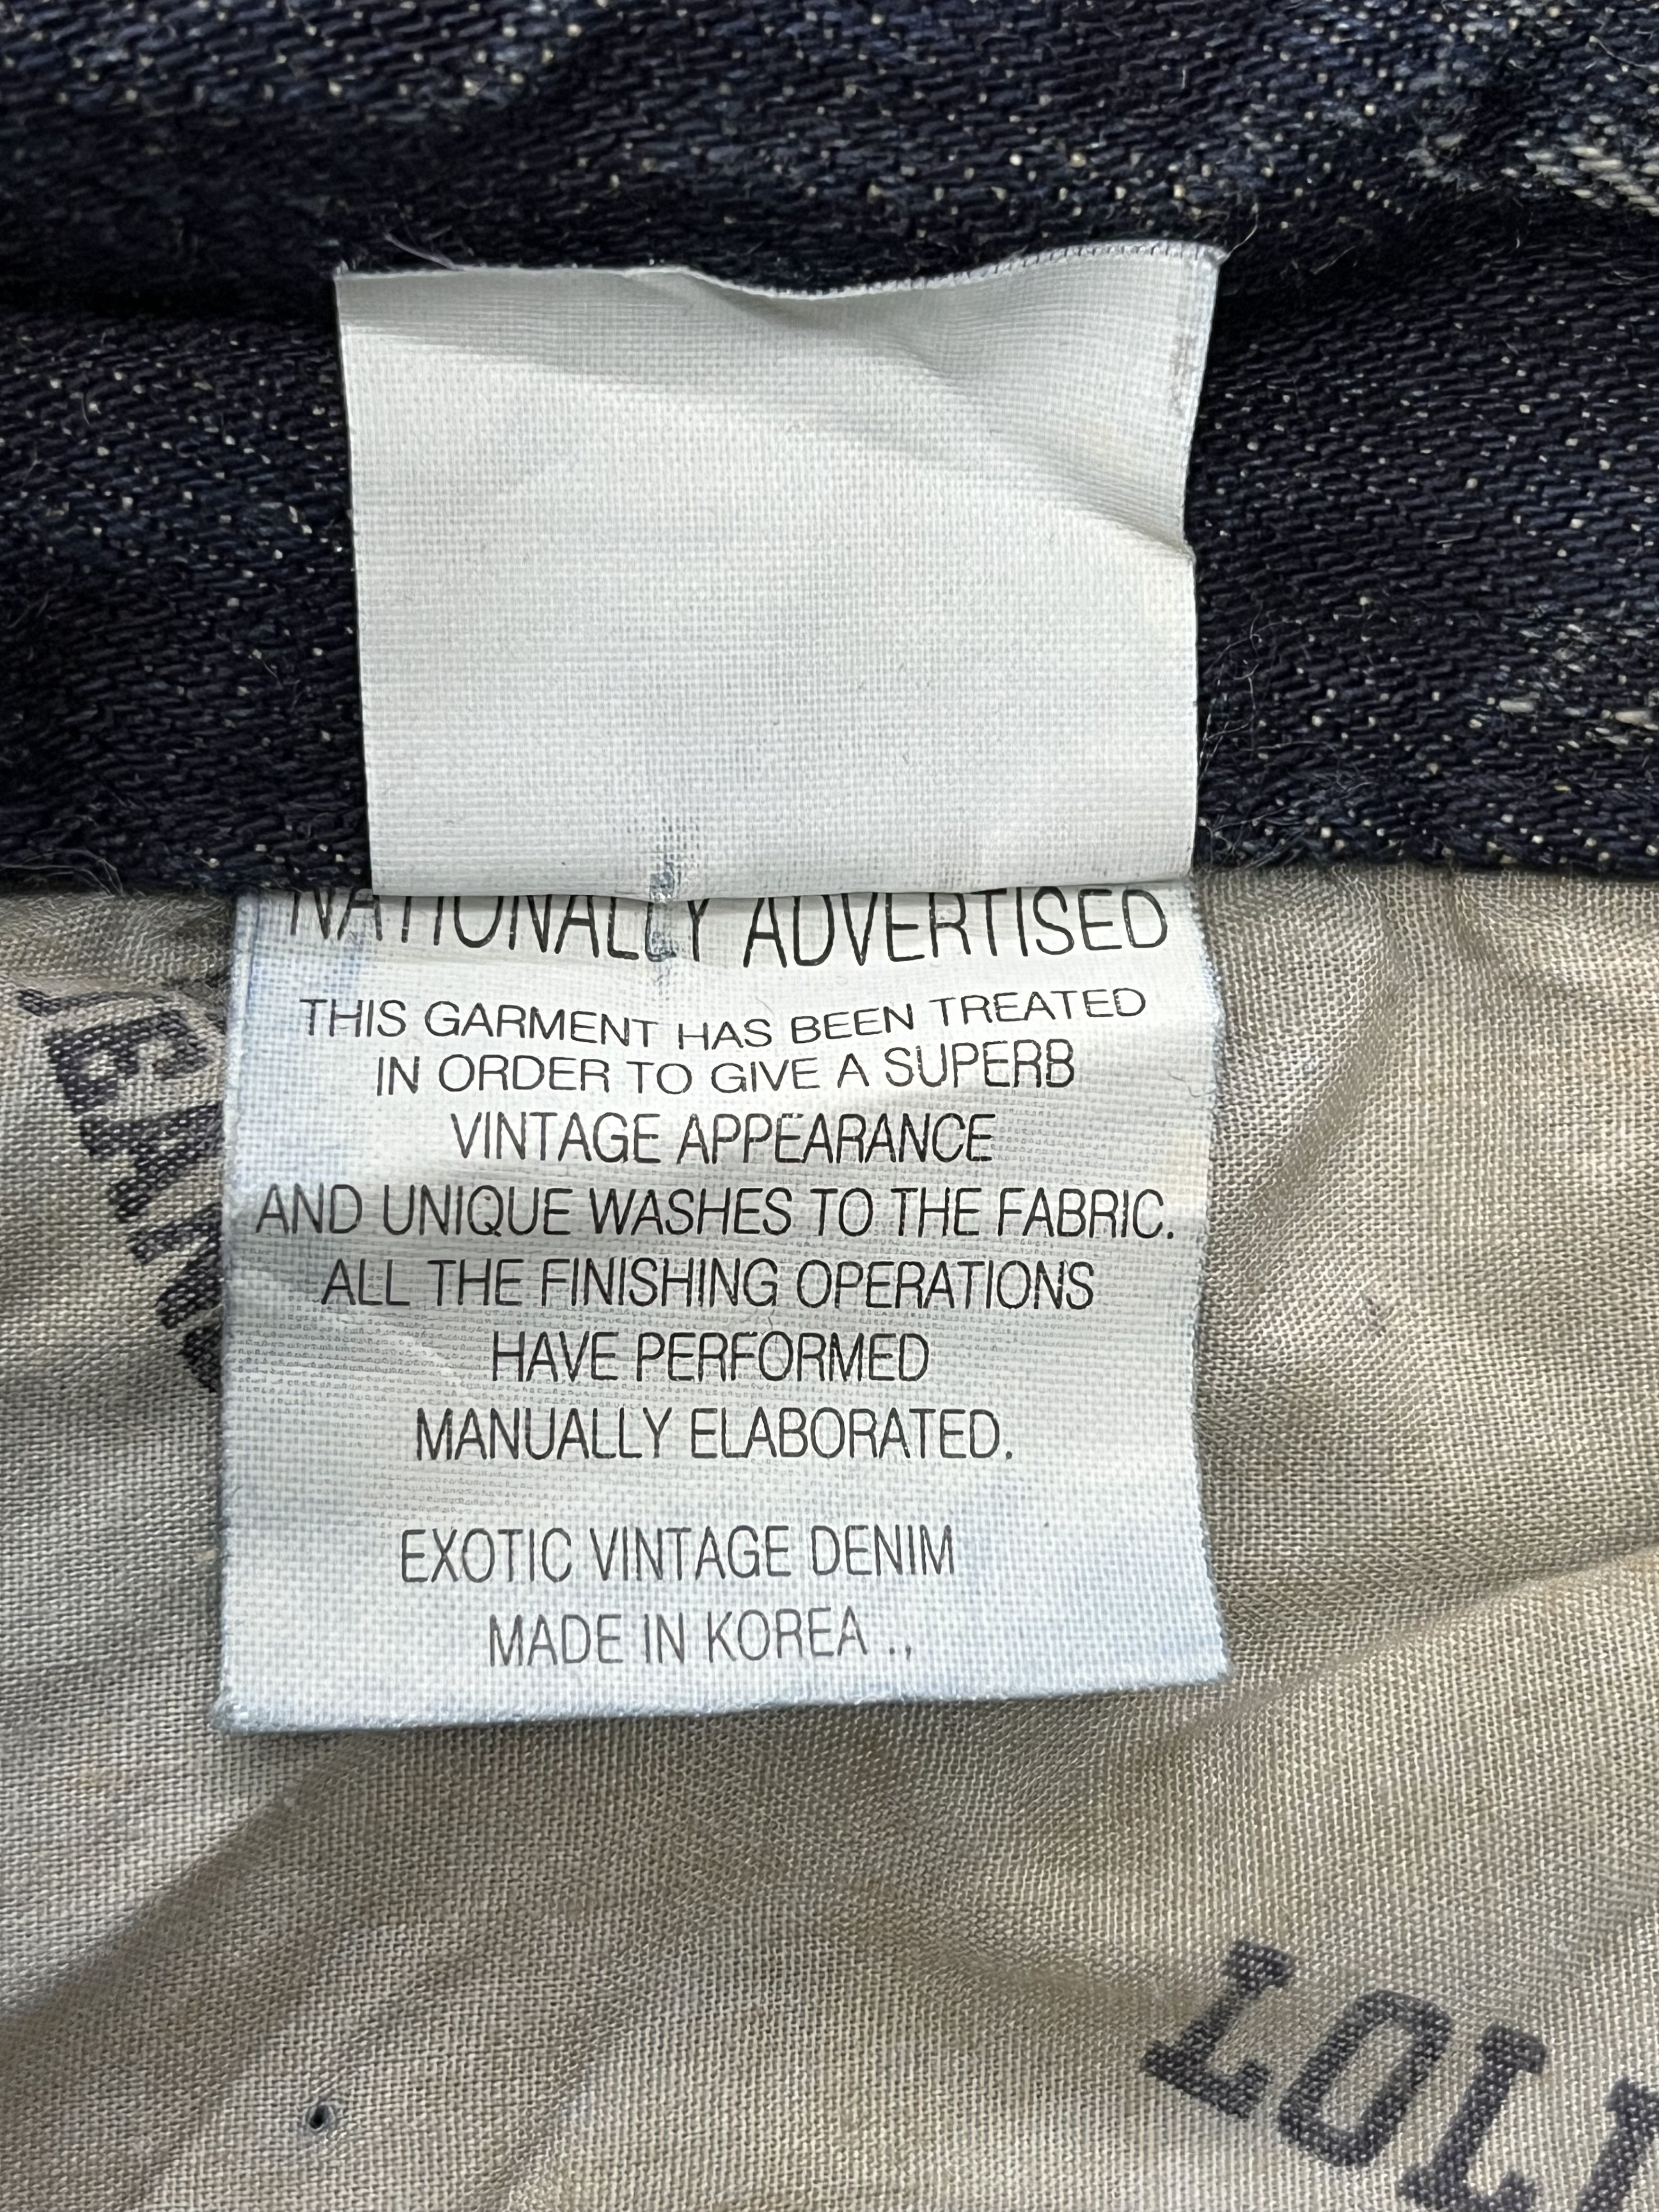 NATIONALLY ADVERTISED
THIS GARMENT HAS BEEN TREATED
IN ORDER TO GIVE A SUPERB
VINTAGE APPEARANCE
AND UNIQUE WASHES TO THE FABRIC.
ALL THE FINISHING OPERATIONS
HAVE PERFORMED
MANUALLY ELABORATED.
EXOTIC VINTAGE DENIM
MADE IN KOREA .,